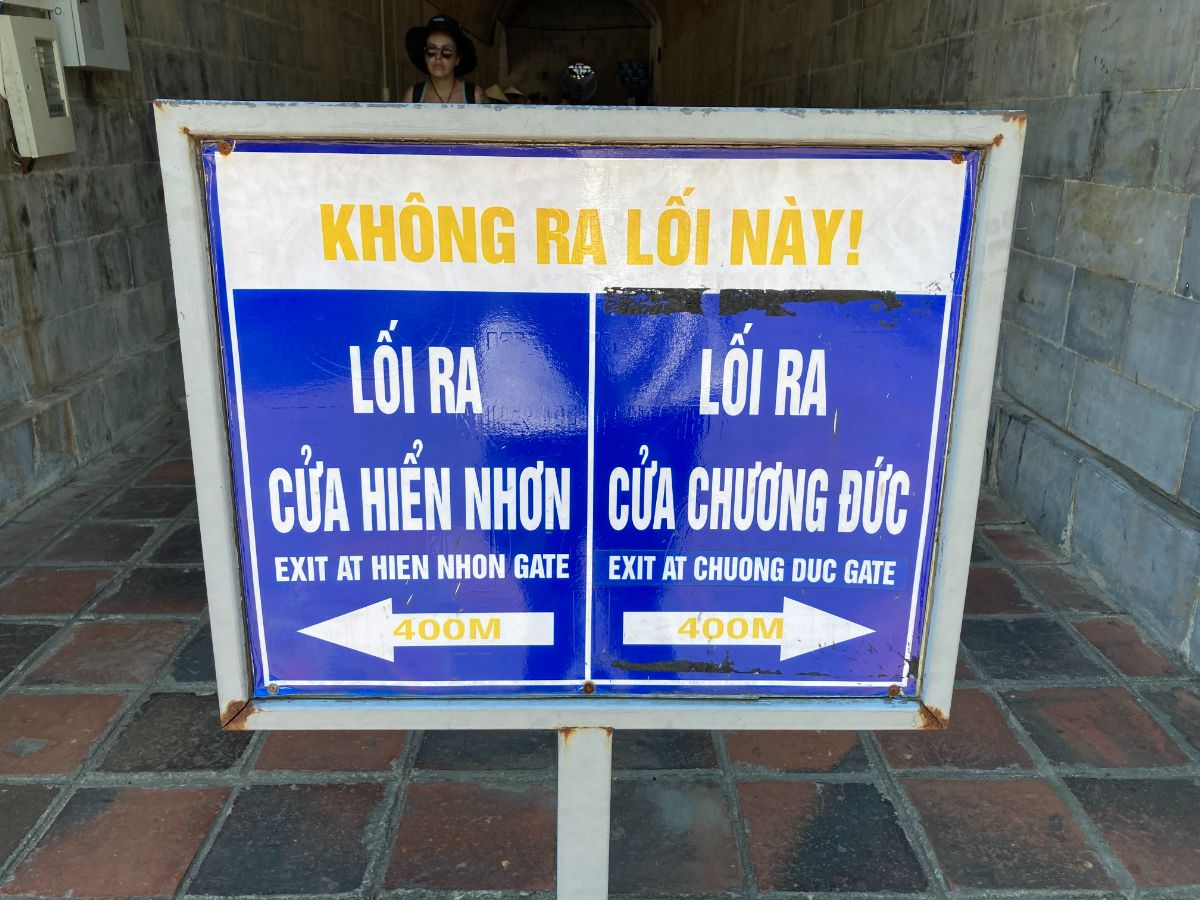 KHÔNG RA LỐI NÀY!
LỐI RA
CỬA HIỂN NHƠN
EXIT AT HIEN NHON GATE
400M
LỐI RA
CỬA CHƯƠNG ĐỨC
EXIT AT CHUONG DUC GATE
400M